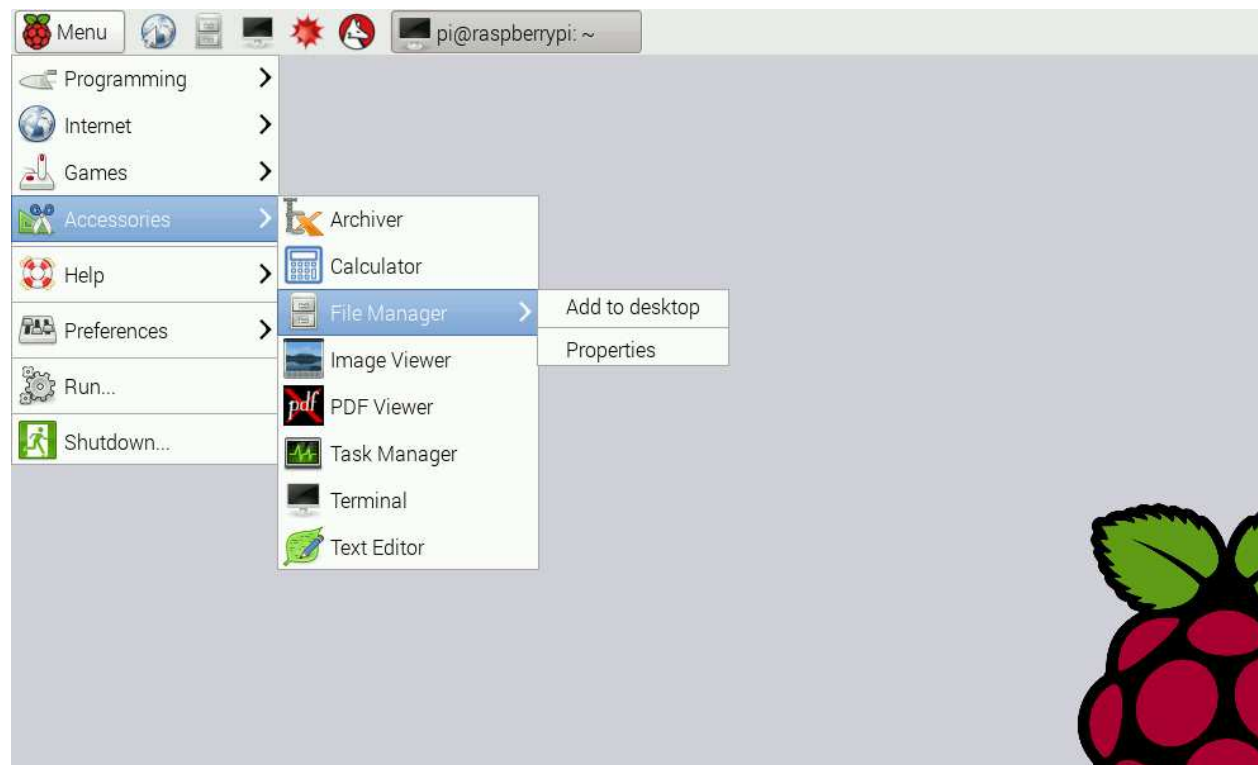 Menu
pi@raspberrypi: ~
Programming
Internet
Games
Accessories
Help
Preferences
Run...
Shutdown...
Archiver
Calculator
File Manager
Image Viewer
pdf PDF Viewer
Task Manager
Terminal
Text Editor
Add to desktop
Properties